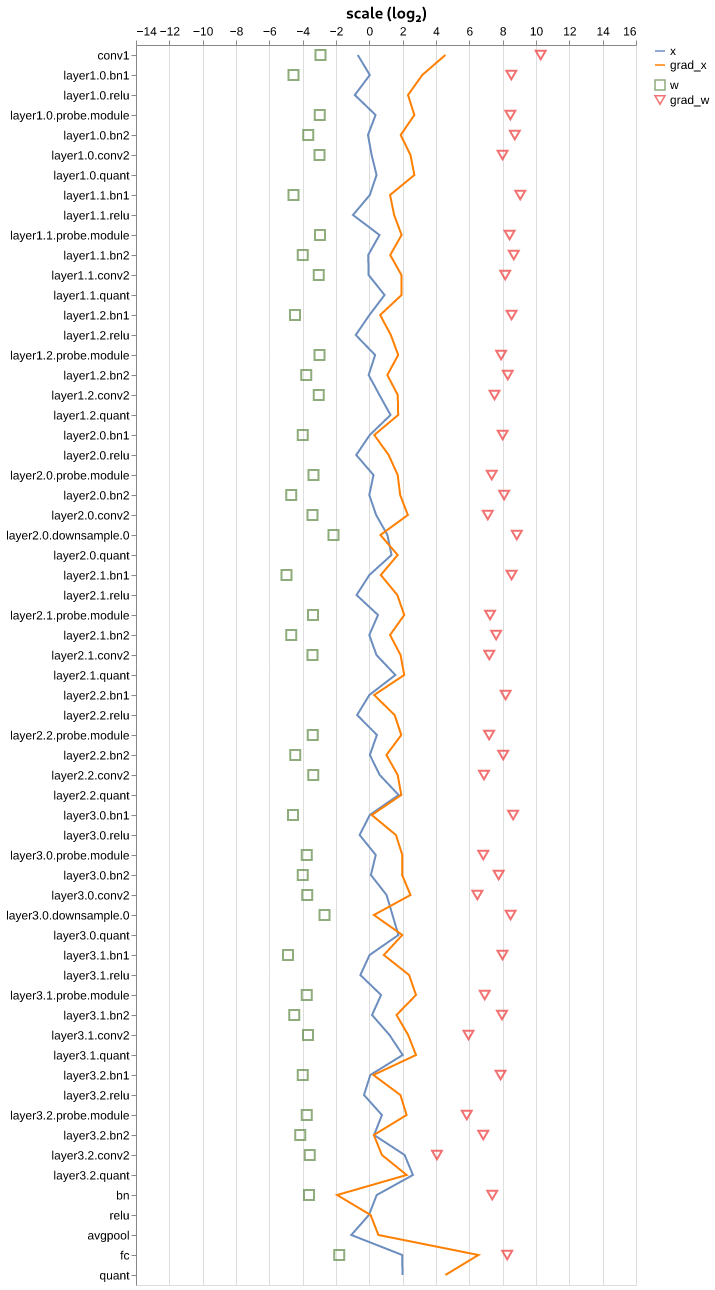 scale (log₂)
−14 −12 −10 −8 −6 −4 −2 0 2 4 6 8 10 12 14 16
x
grad_x
w
grad_w
conv1
layer1.0.bn1
layer1.0.relu
layer1.0.probe.module
layer1.0.bn2
layer1.0.conv2
layer1.0.quant
layer1.1.bn1
layer1.1.relu
layer1.1.probe.module
layer1.1.bn2
layer1.1.conv2
layer1.1.quant
layer1.2.bn1
layer1.2.relu
layer1.2.probe.module
layer1.2.bn2
layer1.2.conv2
layer1.2.quant
layer2.0.bn1
layer2.0.relu
layer2.0.probe.module
layer2.0.bn2
layer2.0.conv2
layer2.0.downsample.0
layer2.0.quant
layer2.1.bn1
layer2.1.relu
layer2.1.probe.module
layer2.1.bn2
layer2.1.conv2
layer2.1.quant
layer2.2.bn1
layer2.2.relu
layer2.2.probe.module
layer2.2.bn2
layer2.2.conv2
layer2.2.quant
layer3.0.bn1
layer3.0.relu
layer3.0.probe.module
layer3.0.bn2
layer3.0.conv2
layer3.0.downsample.0
layer3.0.quant
layer3.1.bn1
layer3.1.relu
layer3.1.probe.module
layer3.1.bn2
layer3.1.conv2
layer3.1.quant
layer3.2.bn1
layer3.2.relu
layer3.2.probe.module
layer3.2.bn2
layer3.2.conv2
layer3.2.quant
bn
relu
avgpool
fc
quant